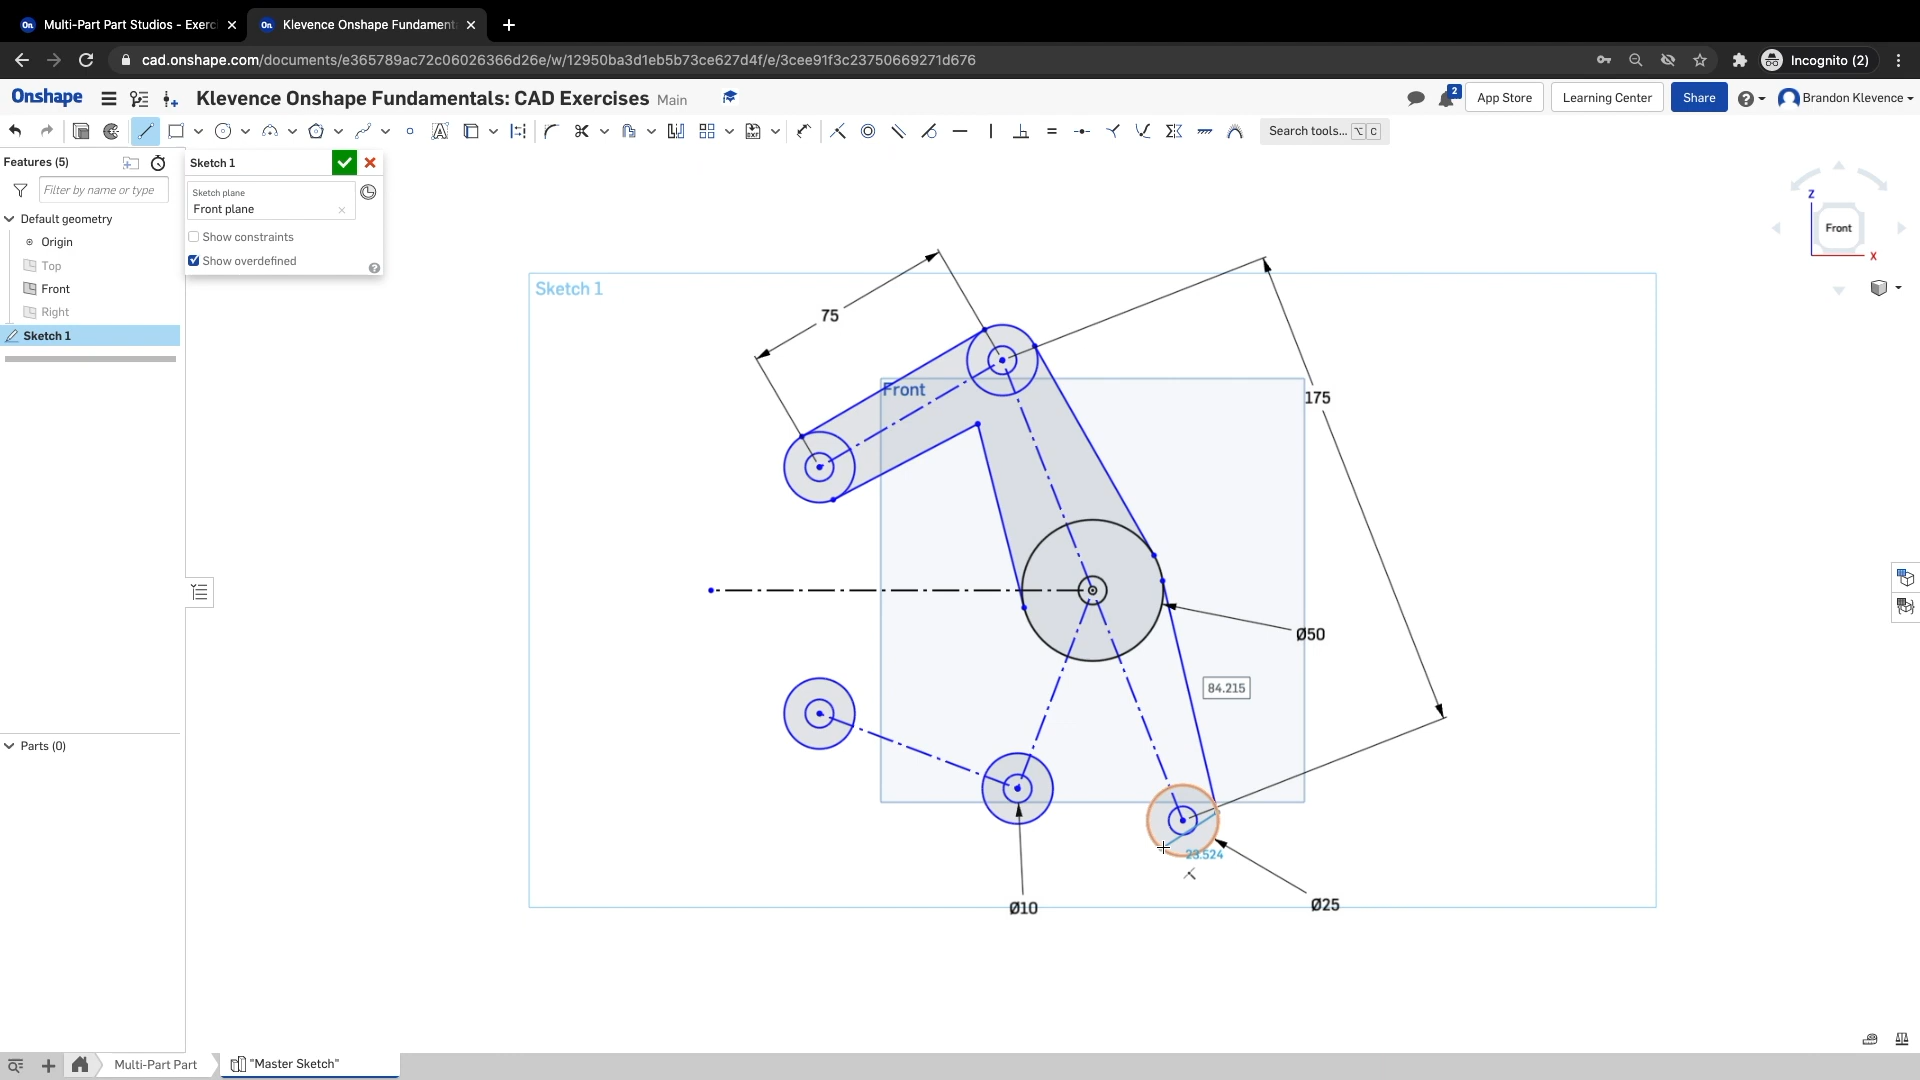 Multi-Part Part Studios - Exerc
Klevence Onshape Fundament
cad.onshape.com/documents/e365789ac72c06026366d26e/w/12950ba3d1eb5b73ce627d4f/e/3cee91f3c23750669271d676
Incognito (2)
Onshape
Klevence Onshape Fundamentals: CAD Exercises Main
2
App Store
Learning Center
Share
Brandon Klevence
Search tools... ⌥ C
Features (5)
Filter by name or type
Default geometry
Origin
Top
Front
Right
Sketch 1
Parts (0)
Sketch 1
Sketch plane
Front plane
Show constraints
Show overdefined
Z
Front
X
Sketch 1
75
Front
175
Ø50
84.215
23.524
Ø10
Ø25
Multi-Part Part
"Master Sketch"